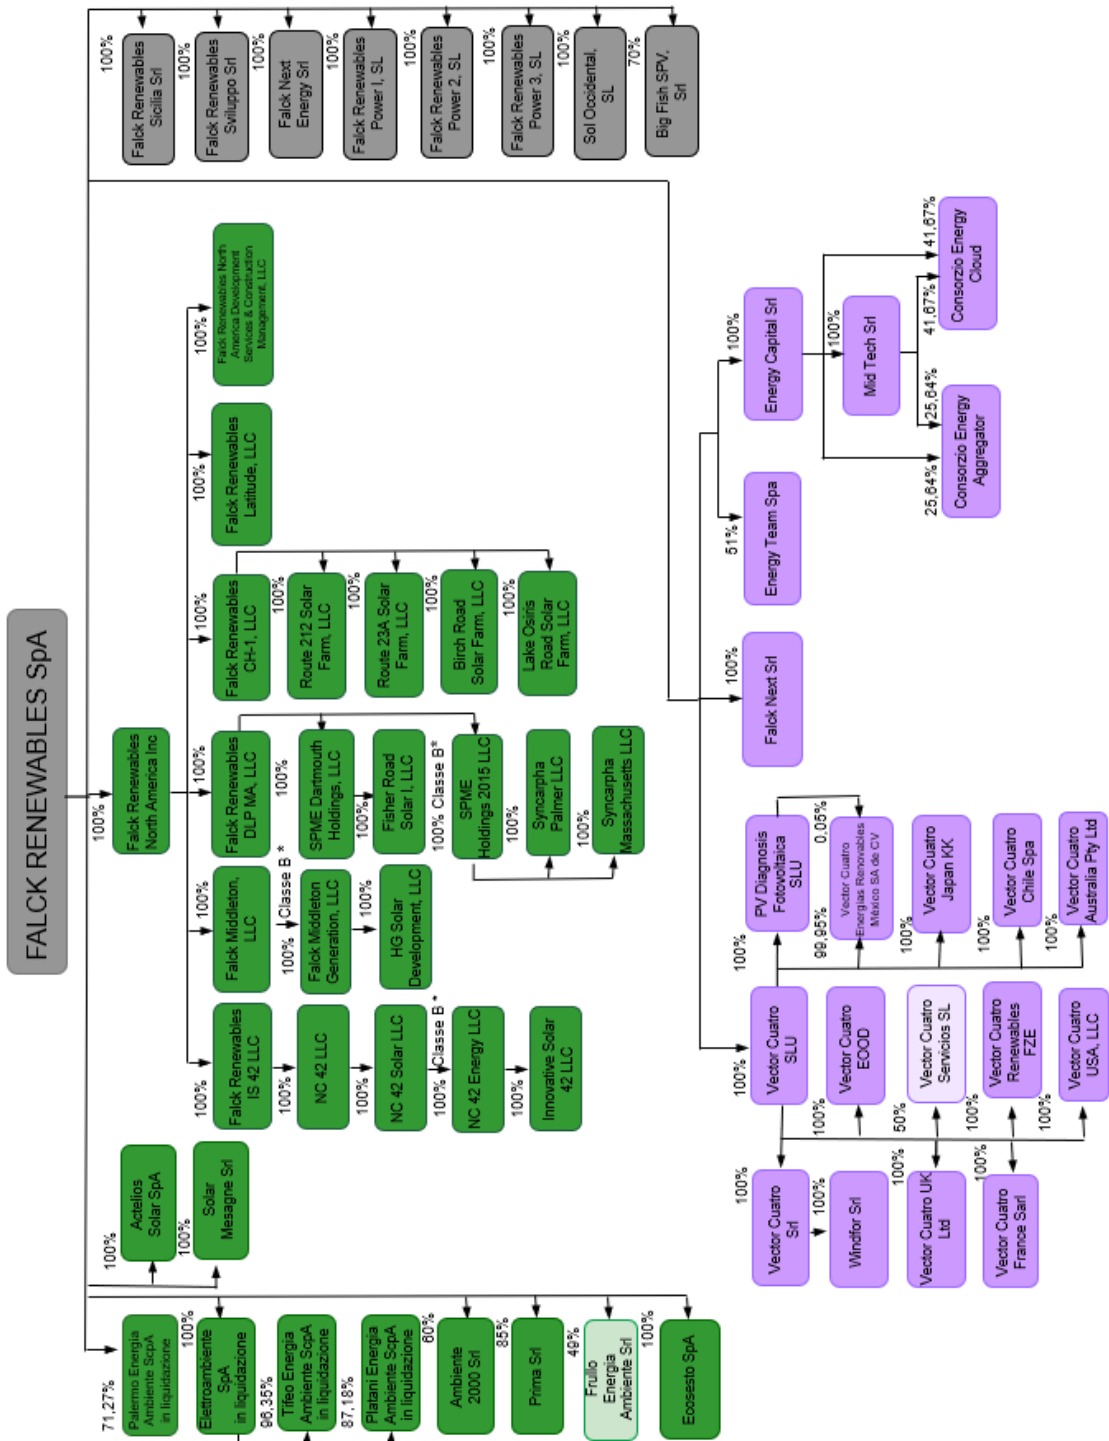 FALCK RENEWABLES SpA
71,27%
Palermo Energia
Ambiente ScpA
in liquidazione
100%
Elettroambiente
SpA
in liquidazione
96,35%
Tifeo Energia
Ambiente ScpA
in liquidazione
87,18%
Platani Energia
Ambiente ScpA
in liquidazione
60%
Ambiente
2000 Srl
85%
Prima Srl
49%
Frullo
Energia
Ambiente Srl
100%
Ecosesto SpA
100%
Actelios
Solar SpA
100%
Solar
Mesagne Srl
100%
Falck Renewables
North America Inc
100%
Falck Renewables
IS 42 LLC
100%
NC 42 LLC
100%
NC 42 Solar LLC
100% Classe B *
NC 42 Energy LLC
100%
Innovative Solar
42 LLC
100%
Falck Middleton,
LLC
100% Classe B *
Falck Middleton
Generation, LLC
100%
HG Solar
Development, LLC
100%
Falck Renewables
DLP MA, LLC
100%
SPME Dartmouth
Holdings, LLC
100%
Fisher Road
Solar I, LLC
100% Classe B*
SPME
Holdings 2015 LLC
100%
Syncarpha
Palmer LLC
100%
Syncarpha
Massachusetts LLC
100%
Falck Renewables
CH-1, LLC
100%
Route 212 Solar
Farm, LLC
100%
Route 23A Solar
Farm, LLC
100%
Birch Road
Solar Farm, LLC
100%
Lake Osiris
Road Solar
Farm, LLC
100%
Falck Renewables
Latitude, LLC
100%
Falck Renewables North
America Development
Services & Construction
Management, LLC
100%
Falck Renewables
Sicilia Srl
100%
Falck Renewables
Sviluppo Srl
100%
Falck Next
Energy Srl
100%
Falck Renewables
Power I, SL
100%
Falck Renewables
Power 2, SL
100%
Falck Renewables
Power 3, SL
100%
Sol Occidental,
SL
70%
Big Fish SPV,
Srl
100%
Vector Cuatro
SLU
100%
Vector Cuatro
Srl
100%
Windfor Srl
100%
Vector Cuatro UK
Ltd
100%
Vector Cuatro
France Sarl
100%
Vector Cuatro
EOOD
50%
Vector Cuatro
Servicios SL
100%
Vector Cuatro
Renewables
FZE
100%
Vector Cuatro
USA, LLC
100%
PV Diagnosis
Fotovoltaica
SLU
99,95%
0,05%
Vector Cuatro
Energías Renovables
México SA de CV
100%
Vector Cuatro
Japan KK
100%
Vector Cuatro
Chile Spa
100%
Vector Cuatro
Australia Pty Ltd
100%
Falck Next Srl
51%
Energy Team Spa
100%
Energy Capital Srl
100%
Mid Tech Srl
25,64%
25,64%
Consorzio Energy
Aggregator
41,67%
41,67%
Consorzio Energy
Cloud